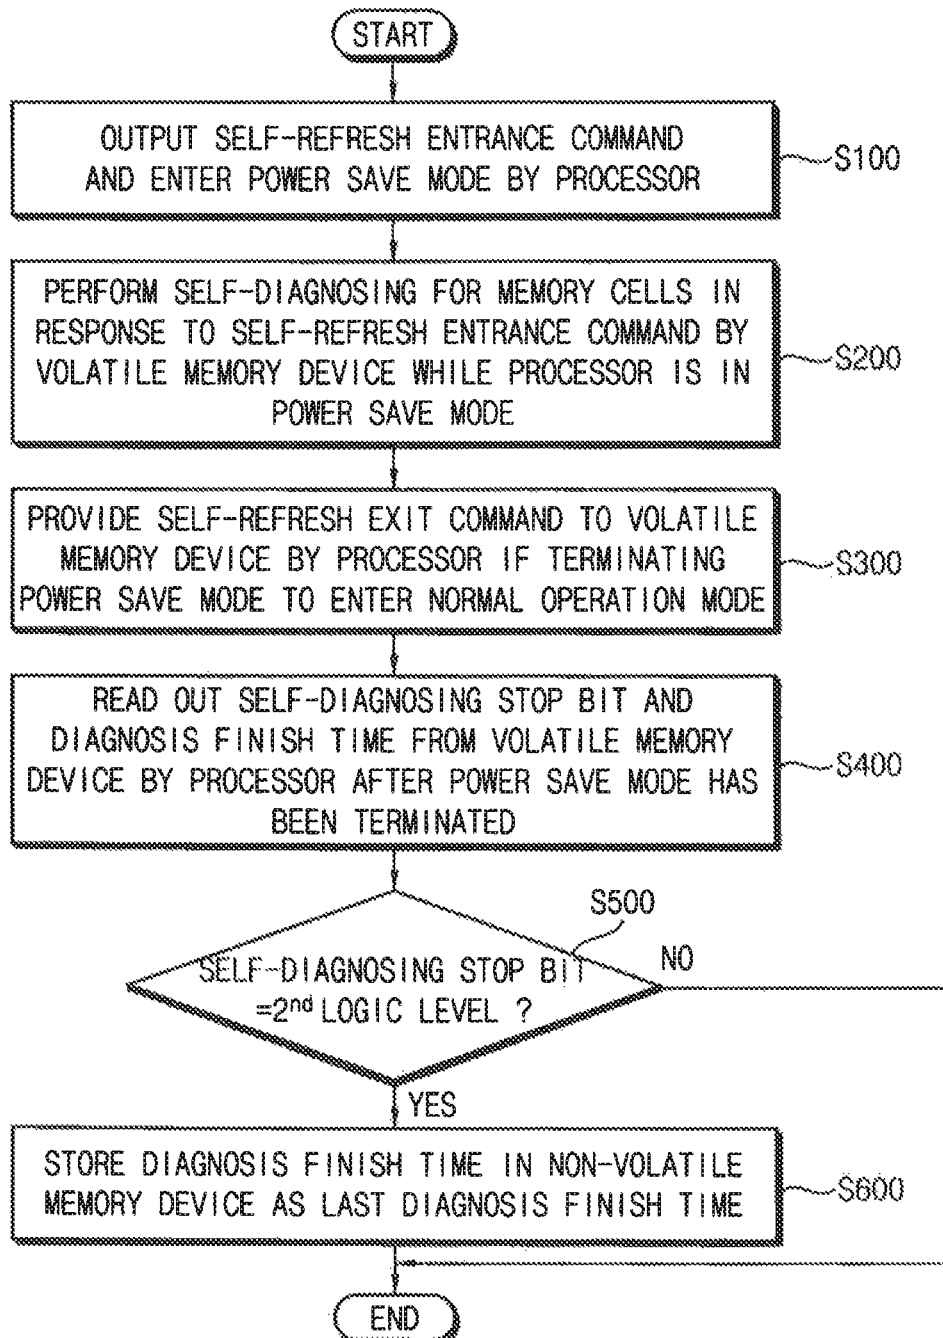 START
OUTPUT SELF-REFRESH ENTRANCE COMMAND
AND ENTER POWER SAVE MODE BY PROCESSOR
S100
PERFORM SELF-DIAGNOSING FOR MEMORY CELLS IN
RESPONSE TO SELF-REFRESH ENTRANCE COMMAND BY
VOLATILE MEMORY DEVICE WHILE PROCESSOR IS IN
POWER SAVE MODE
S200
PROVIDE SELF-REFRESH EXIT COMMAND TO VOLATILE
MEMORY DEVICE BY PROCESSOR IF TERMINATING
POWER SAVE MODE TO ENTER NORMAL OPERATION MODE
S300
READ OUT SELF-DIAGNOSING STOP BIT AND
DIAGNOSIS FINISH TIME FROM VOLATILE MEMORY
DEVICE BY PROCESSOR AFTER POWER SAVE MODE HAS
BEEN TERMINATED
S400
S500
SELF-DIAGNOSING STOP BIT
=2nd LOGIC LEVEL ?
NO
YES
STORE DIAGNOSIS FINISH TIME IN NON-VOLATILE
MEMORY DEVICE AS LAST DIAGNOSIS FINISH TIME
S600
END